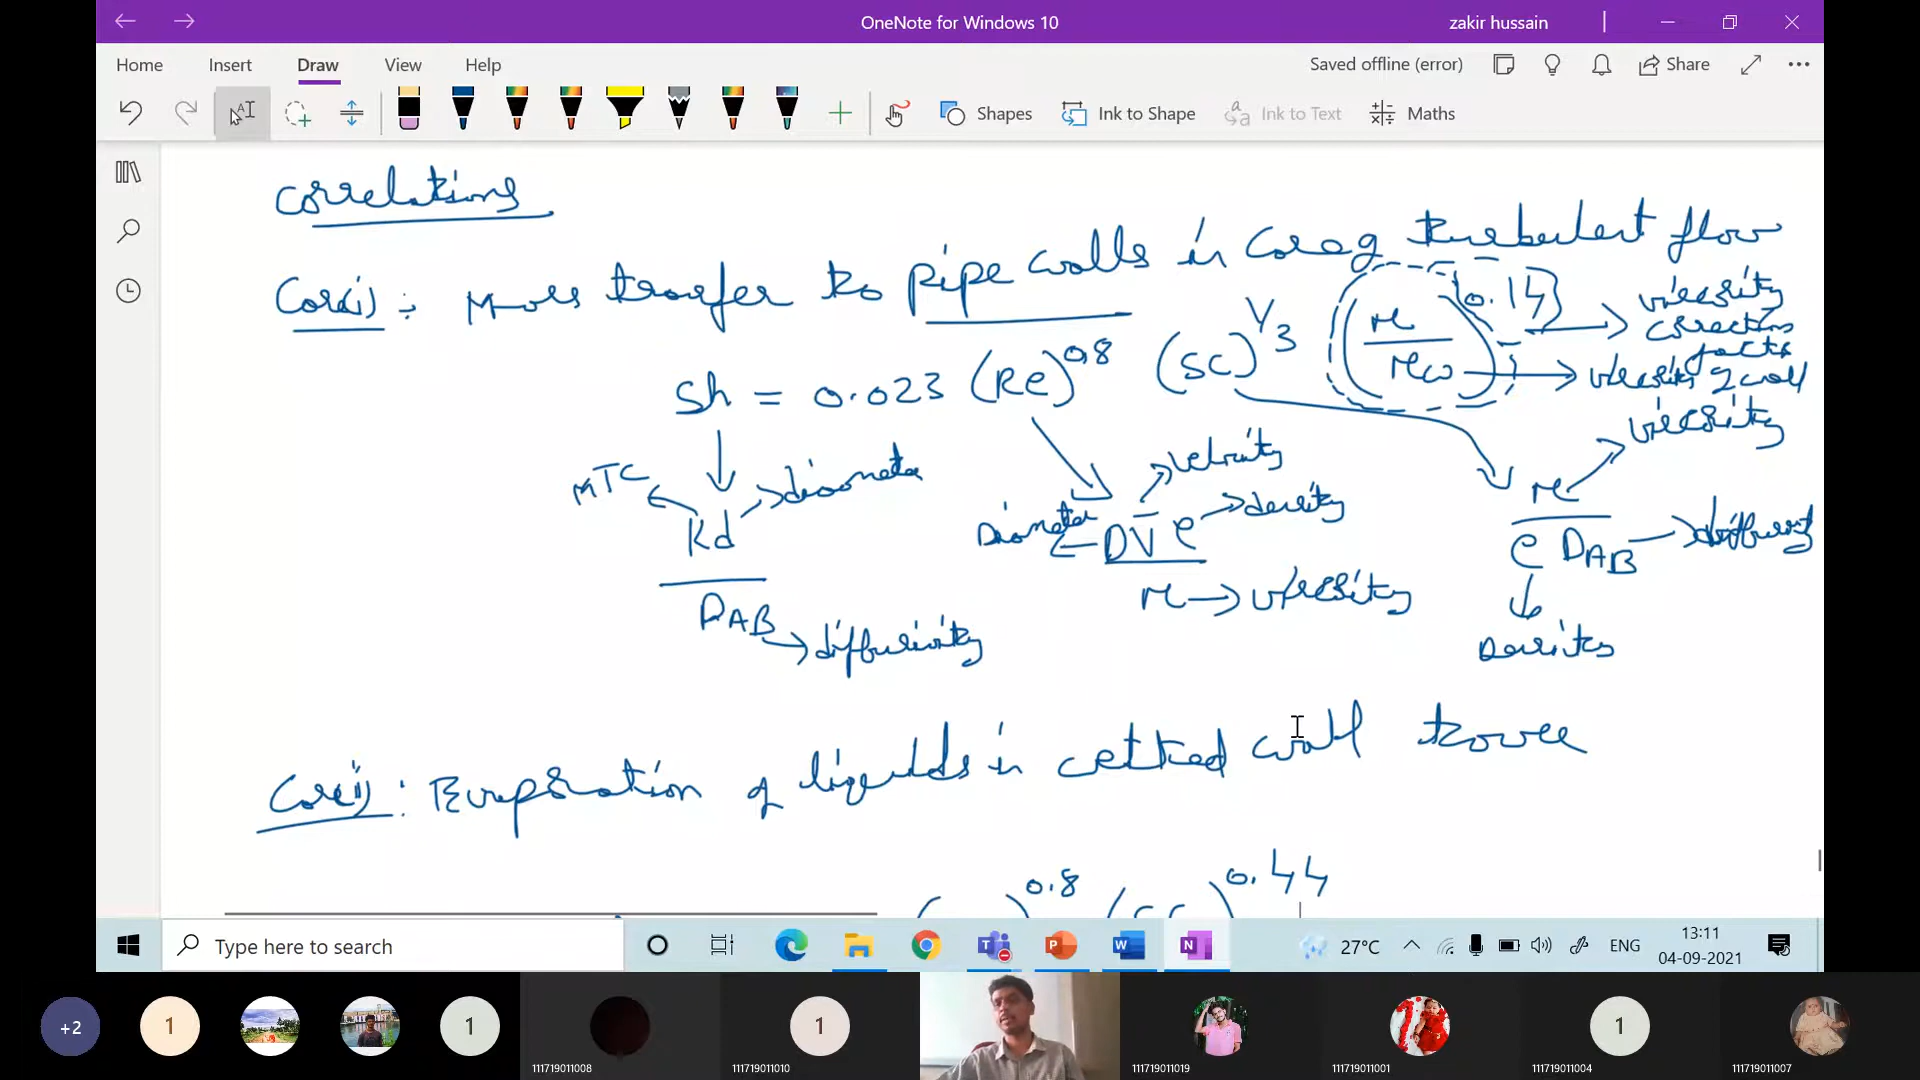 OneNote for Windows 10
zakir hussain
Home Insert Draw View Help
Saved offline (error)
Share
Shapes
Ink to Shape
Ink to Text
Maths
Correlations
Case(i) : Mass transfer to pipe walls in case of turbulent flow
Sh = 0.023 (Re)^0.8 (Sc)^1/3 (μ/μω)^0.14
viscosity correction factor
viscosity of wall
viscosity
MTC
diameter
Kd
DAB
diffusivity
velocity
density
Diameter
DVρ
μ → viscosity
μ
ρ DAB
diffusivity
Density
Case(ii) : Evaporation of liquids in wetted wall tower
0.8
0.44
Type here to search
27°C
ENG
13:11
04-09-2021
+2
1
1
1
1
111719011008
111719011010
111719011019
111719011001
111719011004
111719011007